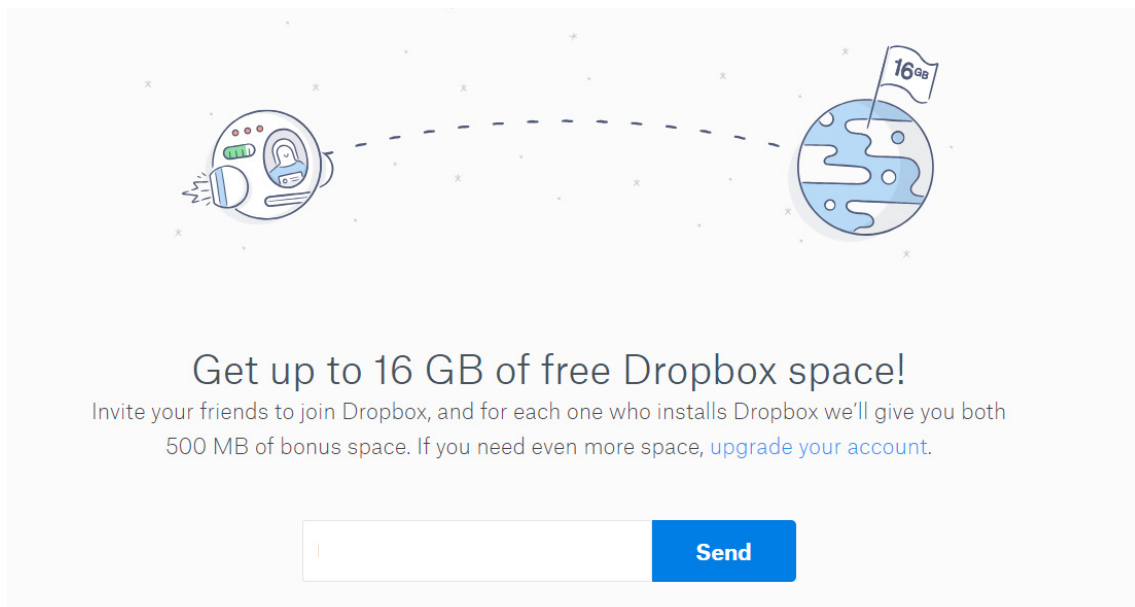 16GB
Get up to 16 GB of free Dropbox space!
Invite your friends to join Dropbox, and for each one who installs Dropbox we'll give you both
500 MB of bonus space. If you need even more space, upgrade your account.
Send